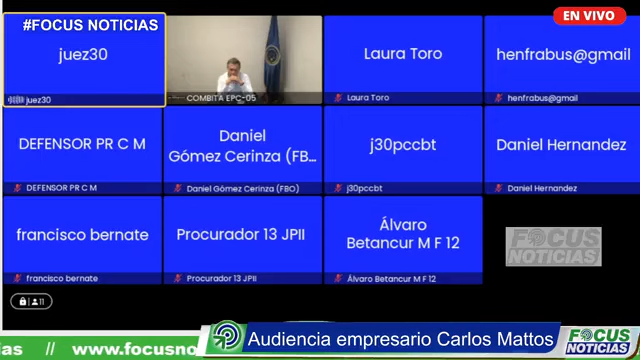 #FOCUS NOTICIAS
EN VIVO
juez30
juez30
COMBITA EPC-05
Laura Toro
Laura Toro
henfrabus@gmail
henfrabus@gmail
DEFENSOR PR C M
DEFENSOR PR C M
Daniel
Gómez Cerinza (FB...
Daniel Gómez Cerinza (FBO)
j30pccbt
j30pccbt
Daniel Hernandez
Daniel Hernandez
francisco bernate
francisco bernate
Procurador 13 JPII
Procurador 13 JPII
Álvaro
Betancur M F 12
Álvaro Betancur M F 12
FOCUS
NOTICIAS
11
ias // www.focusno
Audiencia empresario Carlos Mattos
FOCUS
NOTICIAS